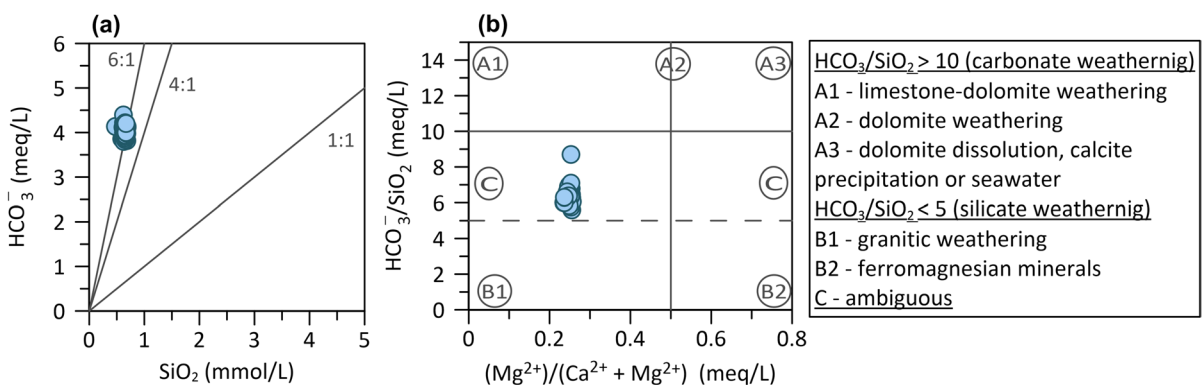 (a)
6
5
4
3
2
1
0
HCO₃⁻ (meq/L)
6:1
4:1
1:1
0 1 2 3 4 5
SiO₂ (mmol/L)
(b)
14
12
10
8
6
4
2
0
HCO₃⁻/SiO₂ (meq/L)
A1 A2 A3
C C
B1 B2
0 0.2 0.4 0.6 0.8
(Mg²⁺)/(Ca²⁺ + Mg²⁺) (meq/L)
HCO₃/SiO₂ > 10 (carbonate weathernig)
A1 - limestone-dolomite weathering
A2 - dolomite weathering
A3 - dolomite dissolution, calcite
precipitation or seawater
HCO₃/SiO₂ < 5 (silicate weathernig)
B1 - granitic weathering
B2 - ferromagnesian minerals
C - ambiguous